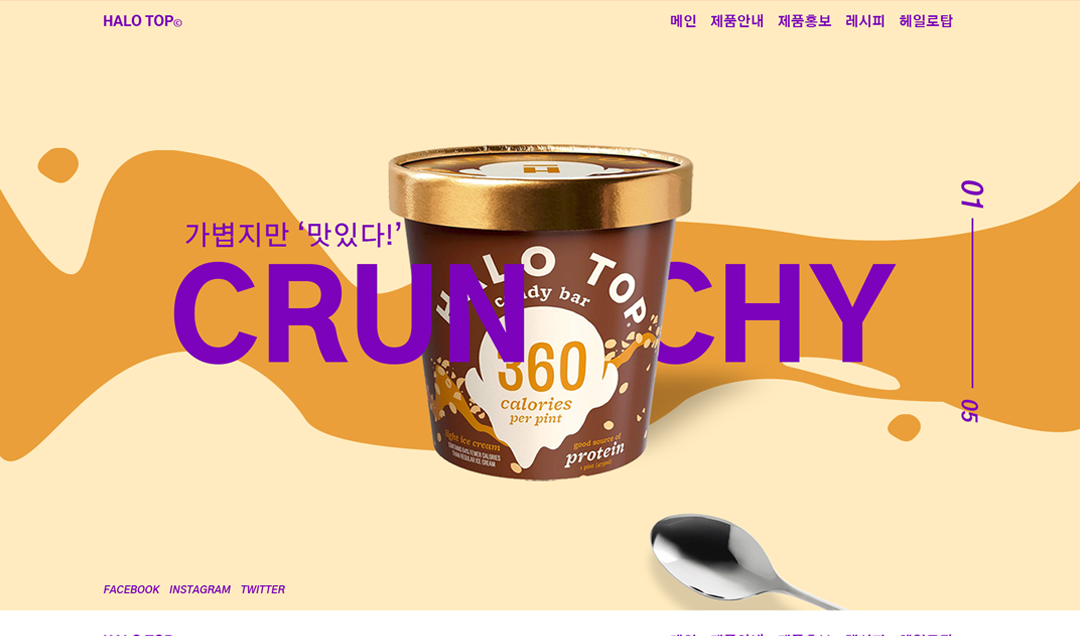 HALO TOP©
메인 제품안내 제품홍보 레시피 헤일로탑
가볍지만 ‘맛있다!’
CRUN CHY
HALO TOP
candy bar
360
calories
per pint
light ice cream
good source of
protein
01
05
FACEBOOK INSTAGRAM TWITTER